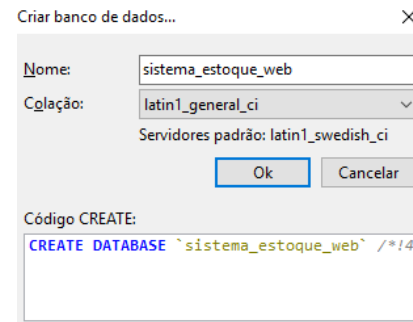 Criar banco de dados...
Nome: sistema_estoque_web
Colação: latin1_general_ci
Servidores padrão: latin1_swedish_ci
Ok Cancelar
Código CREATE:
CREATE DATABASE `sistema_estoque_web` /*!4